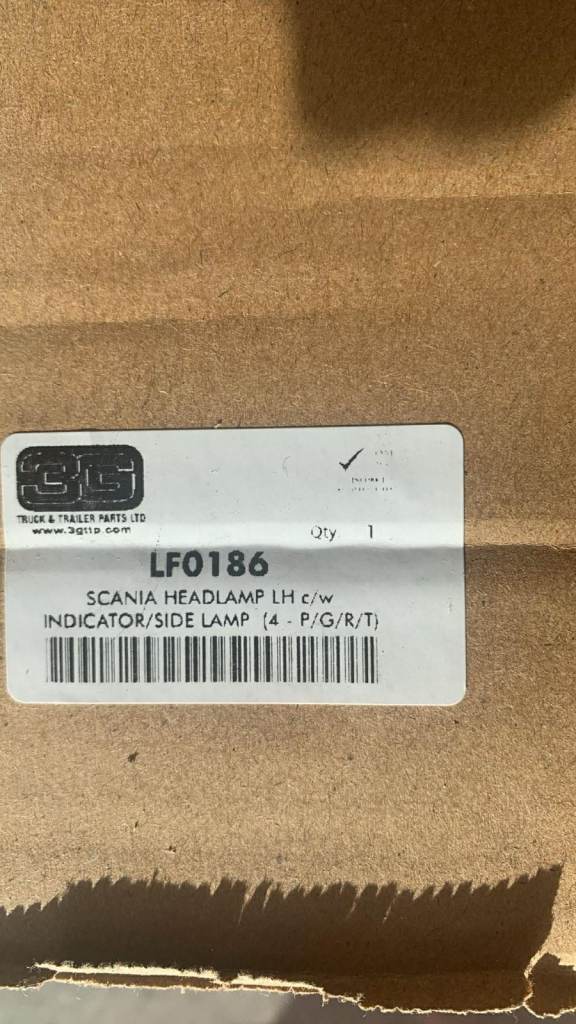 3G
TRUCK & TRAILER PARTS LTD
www.3gttp.com
Qty 1
LF0186
SCANIA HEADLAMP LH c/w
INDICATOR/SIDE LAMP (4 - P/G/R/T)